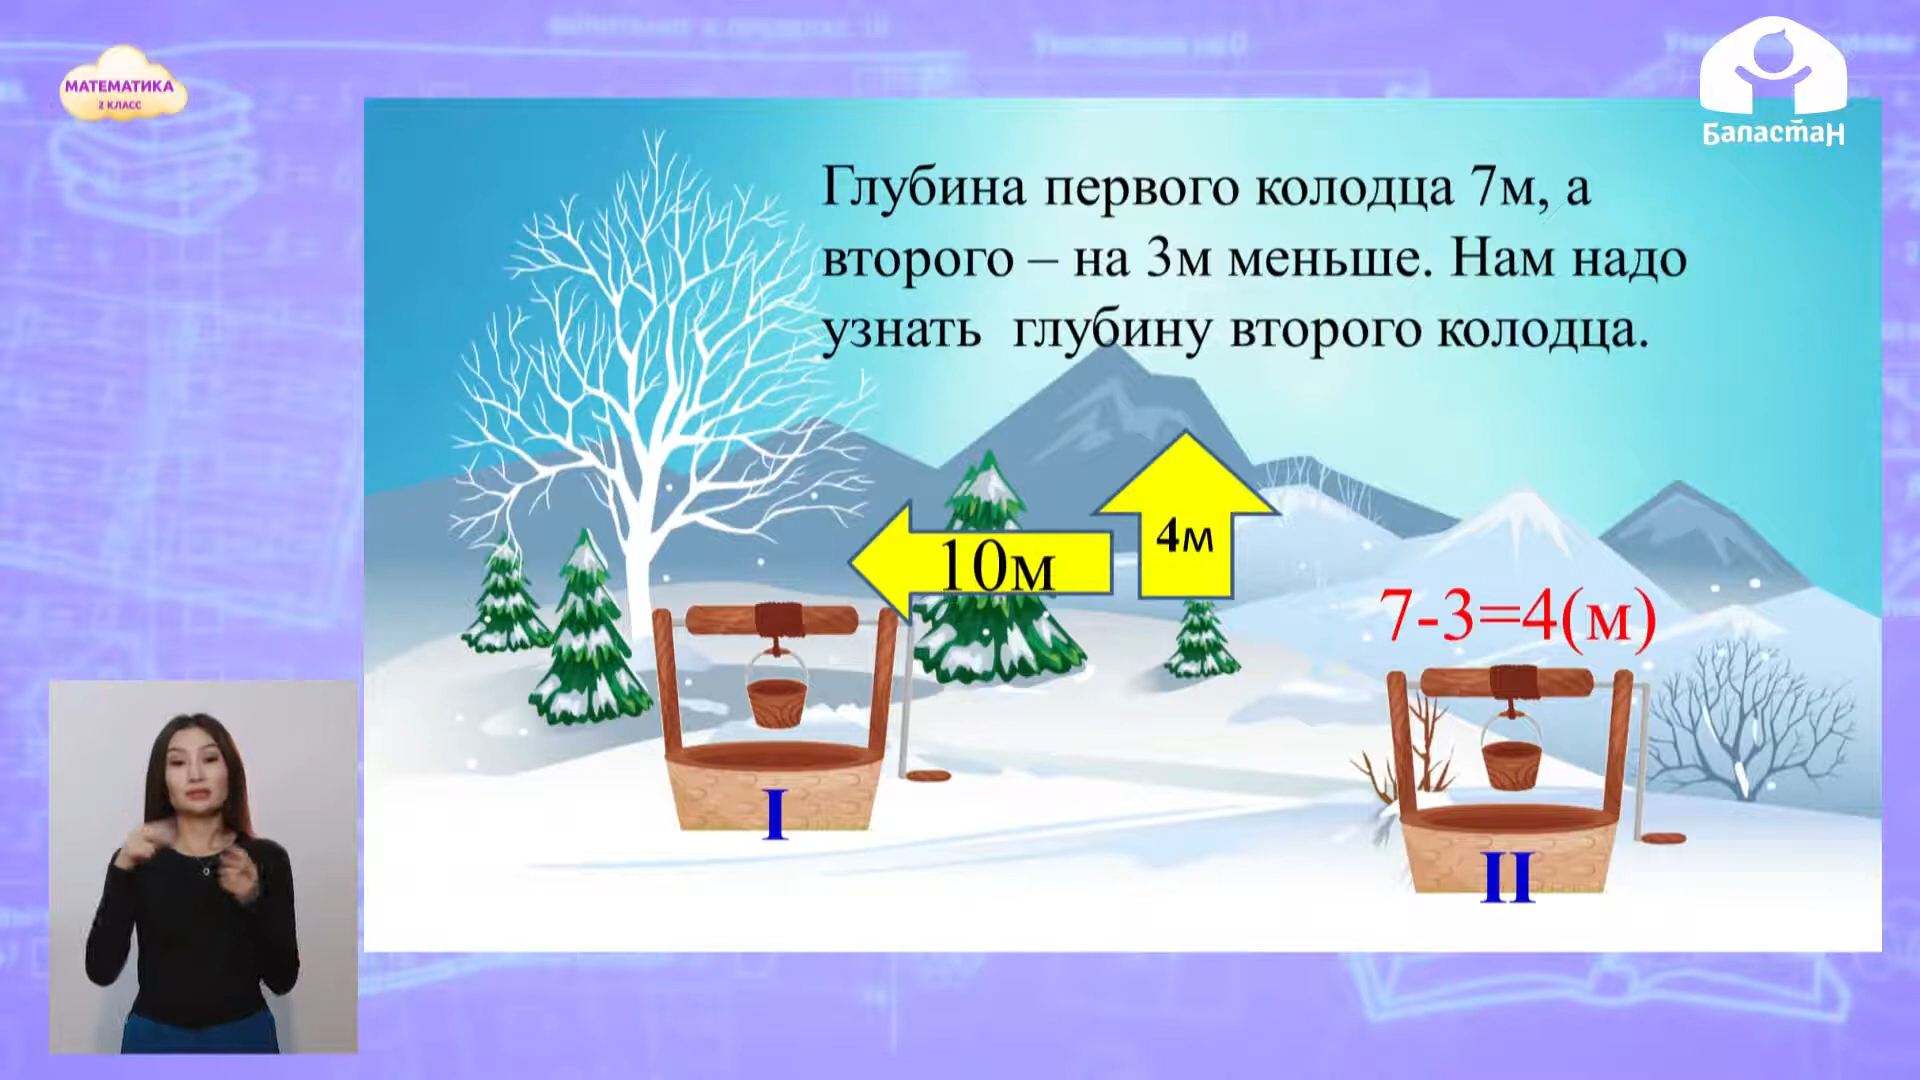 МАТЕМАТИКА
2 КЛАСС
БаластаН
Глубина первого колодца 7м, а
второго – на 3м меньше. Нам надо
узнать глубину второго колодца.
4м
10м
7-3=4(м)
I
II